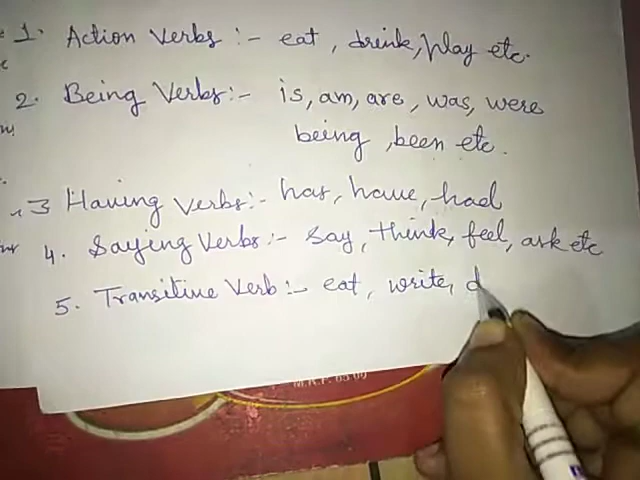 1. Action Verbs :- eat, drink, play etc.
2. Being Verbs:- is, am, are, was, were
being, been etc.
3 Having Verbs:- has, have, had
4. Saying Verbs:- say, think, feel, ask etc
5. Transitive Verb:- eat, write, d